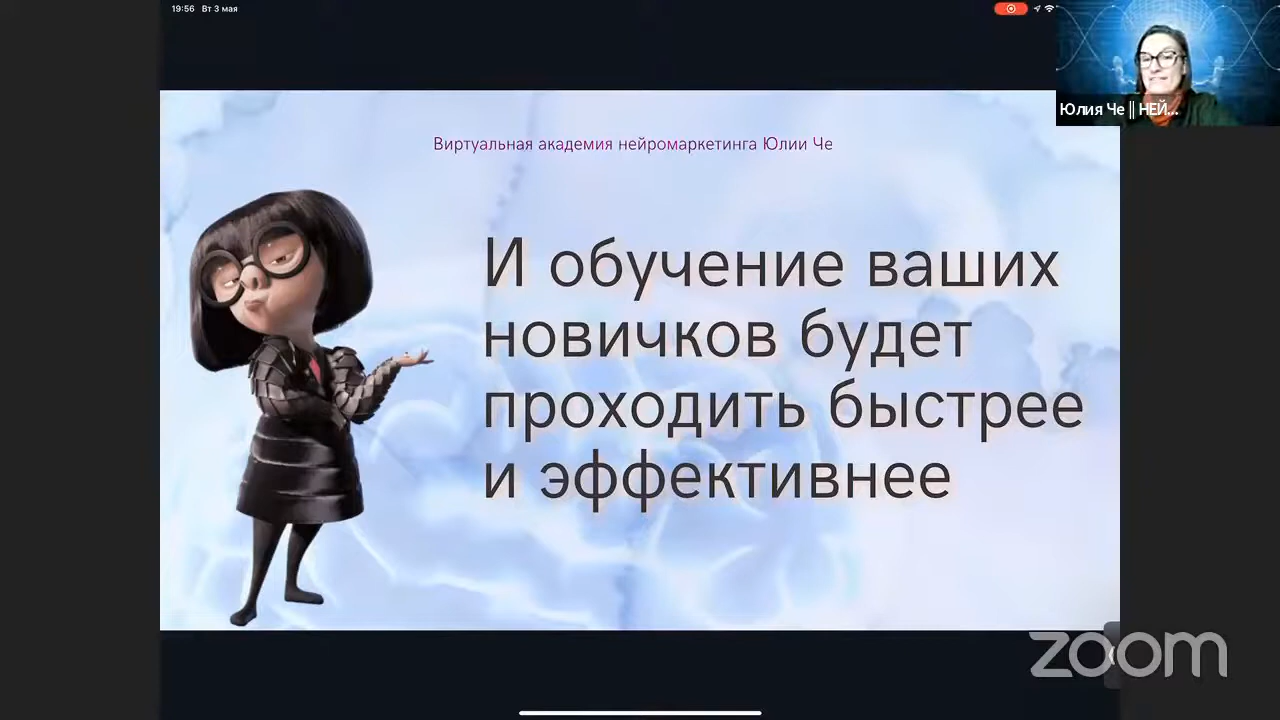 19:56 Вт 3 мая
Юлия Че || НЕЙ...
Виртуальная академия нейромаркетинга Юлии Че
И обучение ваших
новичков будет
проходить быстрее
и эффективнее
zoom